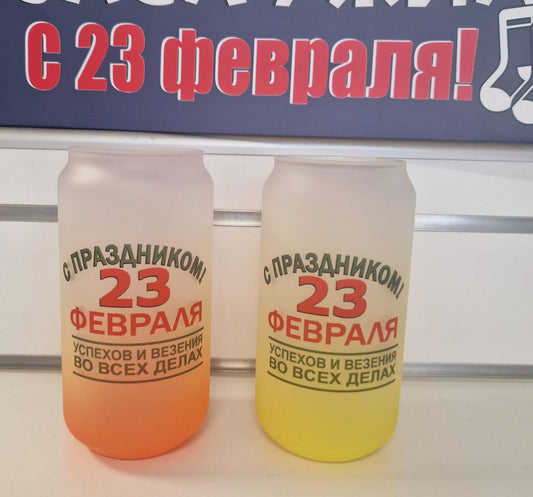 С 23 февраля!
С ПРАЗДНИКОМ!
23
ФЕВРАЛЯ
УСПЕХОВ И ВЕЗЕНИЯ
ВО ВСЕХ ДЕЛАХ
С ПРАЗДНИКОМ!
23
ФЕВРАЛЯ
УСПЕХОВ И ВЕЗЕНИЯ
ВО ВСЕХ ДЕЛАХ